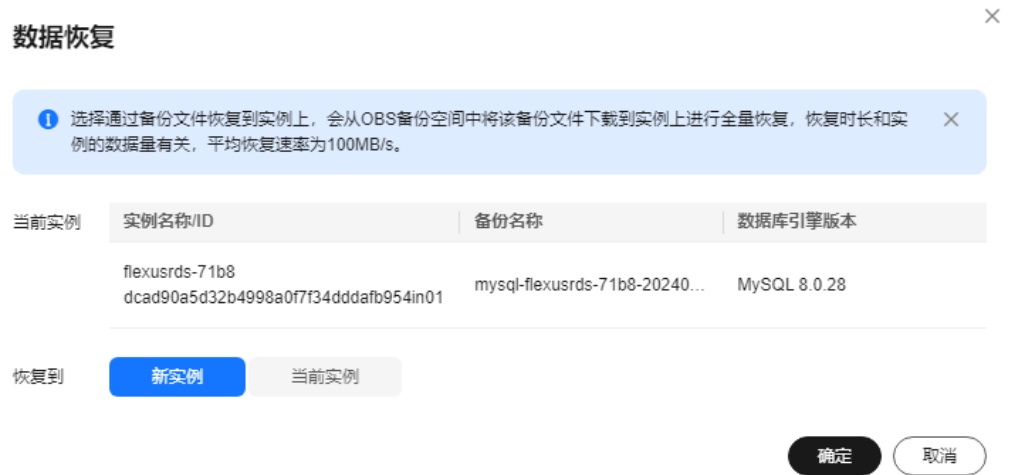 数据恢复
选择通过备份文件恢复到实例上，会从OBS备份空间中将该备份文件下载到实例上进行全量恢复，恢复时长和实
例的数据量有关，平均恢复速率为100MB/s。
当前实例 实例名称/ID 备份名称 数据库引擎版本
flexusrds-71b8
dcad90a5d32b4998a0f7f34dddafb954in01
mysql-flexusrds-71b8-20240... MySQL 8.0.28
恢复到 新实例 当前实例
确定 取消